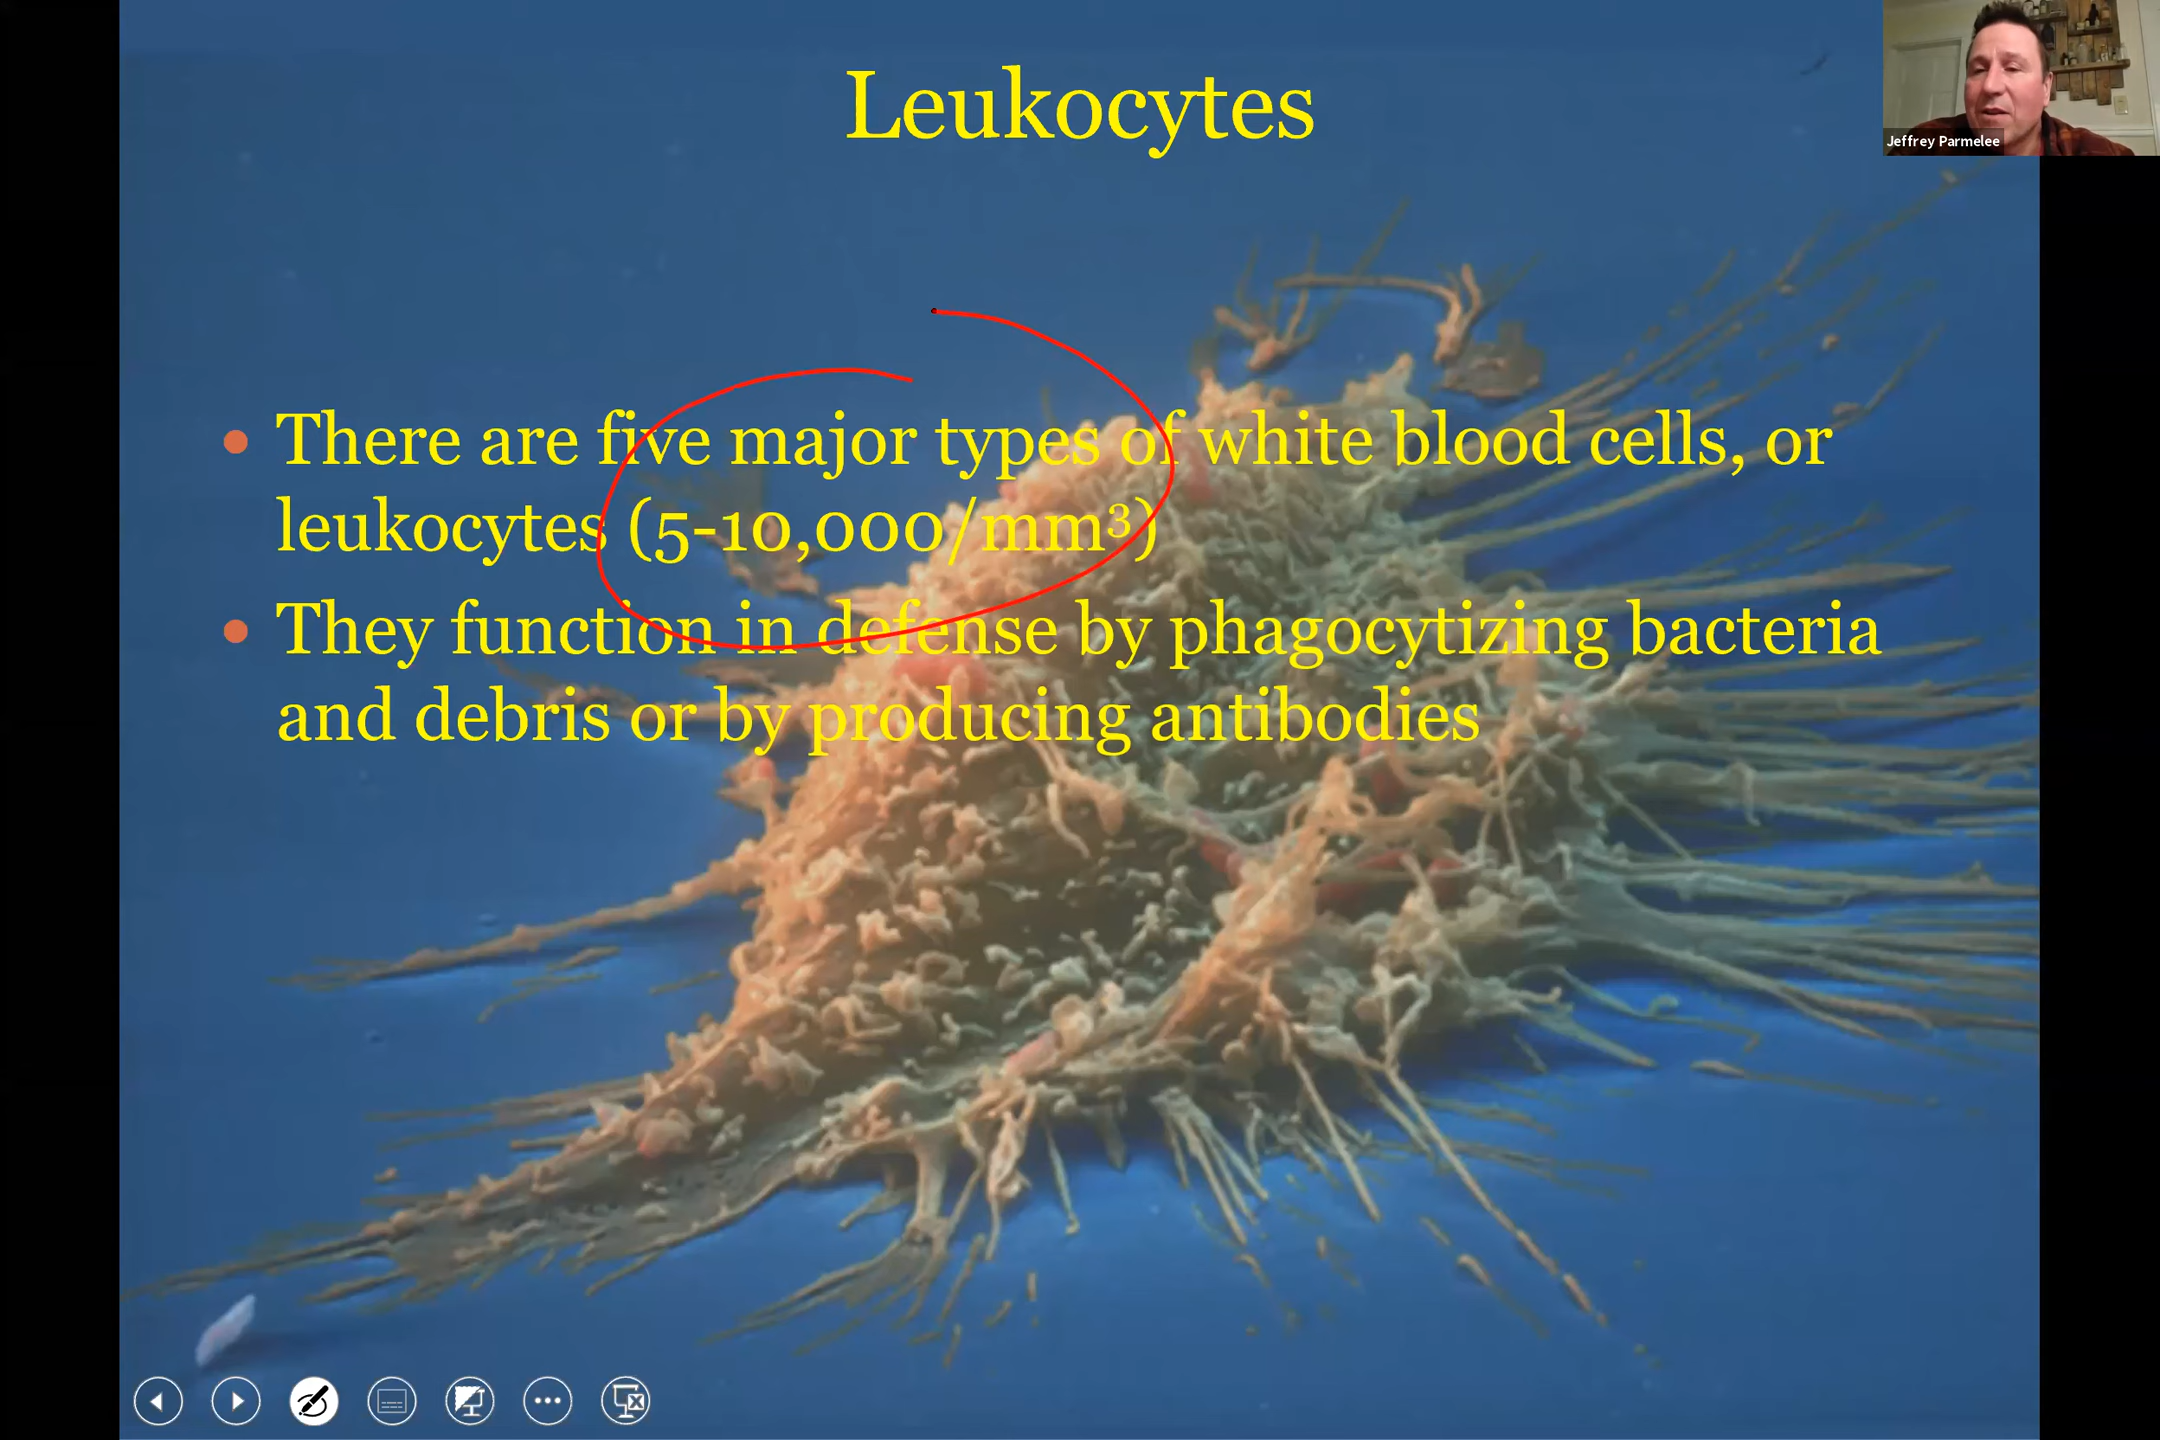 Leukocytes
Jeffrey Parmelee
• There are five major types of white blood cells, or
leukocytes (5-10,000/mm³)
• They function in defense by phagocytizing bacteria
and debris or by producing antibodies